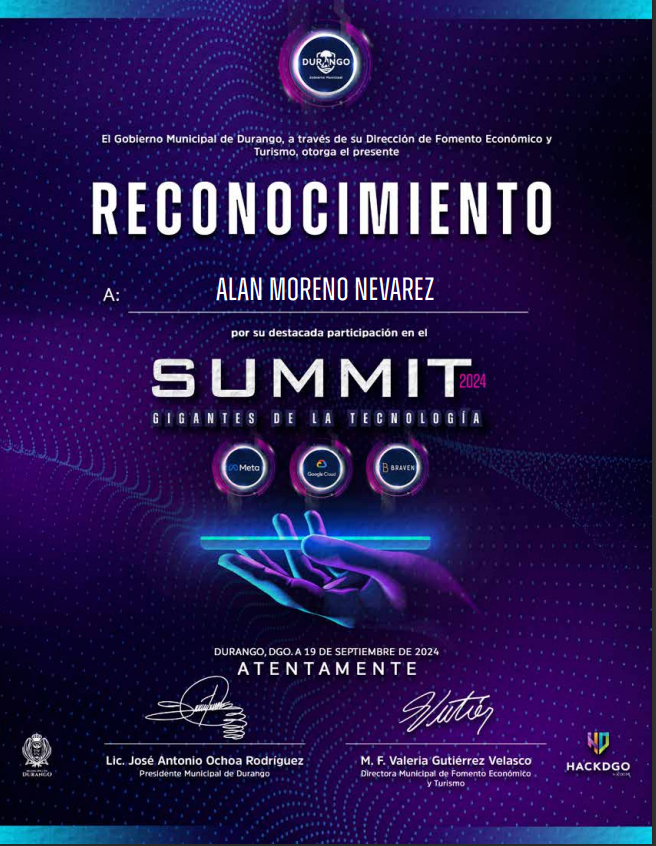 DURANGO
Gobierno Municipal
El Gobierno Municipal de Durango, a través de su Dirección de Fomento Económico y
Turismo, otorga el presente
RECONOCIMIENTO
A: ALAN MORENO NEVAREZ
por su destacada participación en el
SUMMIT 2024
GIGANTES DE LA TECNOLOGÍA
Meta
Google Cloud
BRAVEN
DURANGO, DGO. A 19 DE SEPTIEMBRE DE 2024
ATENTAMENTE
Lic. José Antonio Ochoa Rodríguez
Presidente Municipal de Durango
M. F. Valeria Gutiérrez Velasco
Directora Municipal de Fomento Económico
y Turismo
DURANGO
HACKDGO